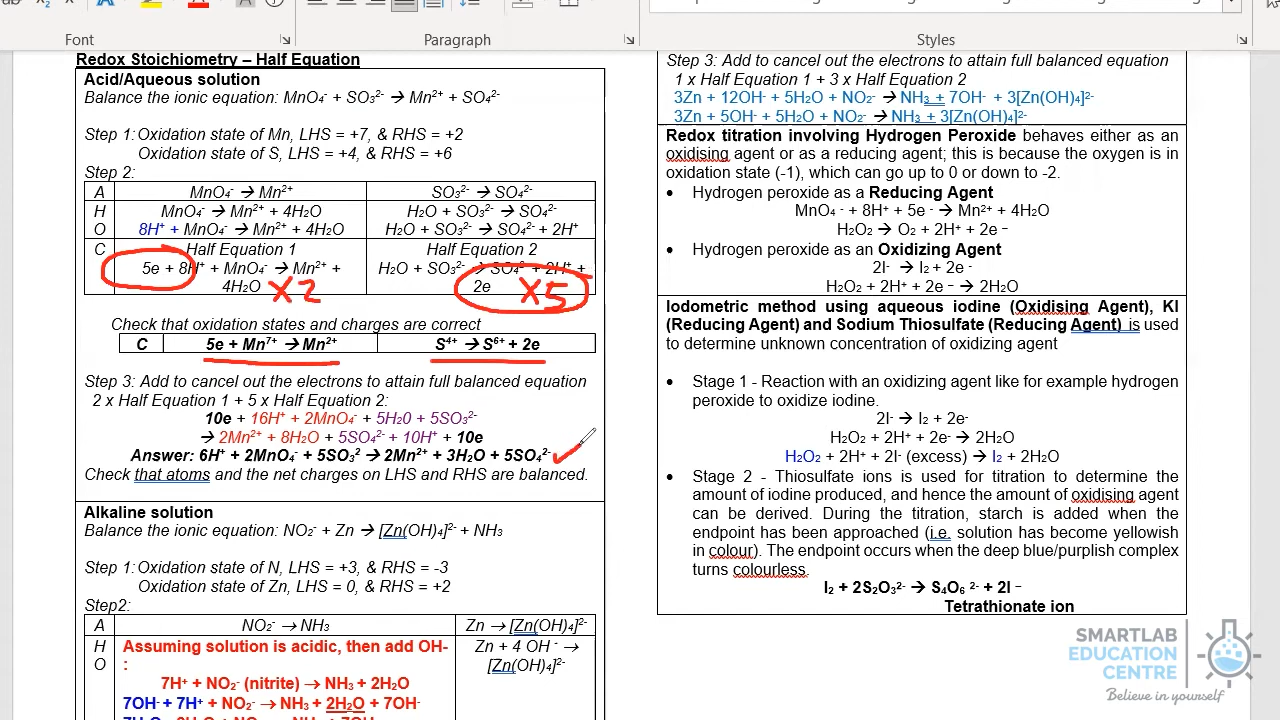 Font
Paragraph
Styles
Redox Stoichiometry – Half Equation
Acid/Aqueous solution
Balance the ionic equation: MnO₄⁻ + SO₃²⁻ → Mn²⁺ + SO₄²⁻
Step 1: Oxidation state of Mn, LHS = +7, & RHS = +2
Oxidation state of S, LHS = +4, & RHS = +6
Step 2:
A MnO₄⁻ → Mn²⁺ SO₃²⁻ → SO₄²⁻
H MnO₄⁻ → Mn²⁺ + 4H₂O H₂O + SO₃²⁻ → SO₄²⁻
O 8H⁺ + MnO₄⁻ → Mn²⁺ + 4H₂O H₂O + SO₃²⁻ → SO₄²⁻ + 2H⁺
C Half Equation 1 Half Equation 2
5e + 8H⁺ + MnO₄⁻ → Mn²⁺ + H₂O + SO₃²⁻ → SO₄²⁻ + 2H⁺ +
4H₂O ×2 2e ×5
Check that oxidation states and charges are correct
C 5e + Mn⁷⁺ → Mn²⁺ S⁴⁺ → S⁶⁺ + 2e
Step 3: Add to cancel out the electrons to attain full balanced equation
2 x Half Equation 1 + 5 x Half Equation 2:
10e + 16H⁺ + 2MnO₄⁻ + 5H₂0 + 5SO₃²⁻
→ 2Mn²⁺ + 8H₂O + 5SO₄²⁻ + 10H⁺ + 10e
Answer: 6H⁺ + 2MnO₄⁻ + 5SO₃² → 2Mn²⁺ + 3H₂O + 5SO₄²⁻
Check that atoms and the net charges on LHS and RHS are balanced.
Alkaline solution
Balance the ionic equation: NO₂⁻ + Zn → [Zn(OH)₄]²⁻ + NH₃
Step 1: Oxidation state of N, LHS = +3, & RHS = -3
Oxidation state of Zn, LHS = 0, & RHS = +2
Step2:
A NO₂⁻ → NH₃ Zn → [Zn(OH)₄]²⁻
H Assuming solution is acidic, then add OH- Zn + 4 OH ⁻ →
O : [Zn(OH)₄]²⁻
7H⁺ + NO₂⁻ (nitrite) → NH₃ + 2H₂O
7OH⁻ + 7H⁺ + NO₂⁻ → NH₃ + 2H₂O + 7OH⁻
Step 3: Add to cancel out the electrons to attain full balanced equation
1 x Half Equation 1 + 3 x Half Equation 2
3Zn + 12OH⁻ + 5H₂O + NO₂⁻ → NH₃ + 7OH⁻ + 3[Zn(OH)₄]²⁻
3Zn + 5OH⁻ + 5H₂O + NO₂⁻ → NH₃ + 3[Zn(OH)₄]²⁻
Redox titration involving Hydrogen Peroxide behaves either as an
oxidising agent or as a reducing agent; this is because the oxygen is in
oxidation state (-1), which can go up to 0 or down to -2.
• Hydrogen peroxide as a Reducing Agent
MnO₄ ⁻ + 8H⁺ + 5e ⁻ → Mn²⁺ + 4H₂O
H₂O₂ → O₂ + 2H⁺ + 2e ⁻
• Hydrogen peroxide as an Oxidizing Agent
2I⁻ → I₂ + 2e ⁻
H₂O₂ + 2H⁺ + 2e ⁻ → 2H₂O
Iodometric method using aqueous iodine (Oxidising Agent), KI
(Reducing Agent) and Sodium Thiosulfate (Reducing Agent) is used
to determine unknown concentration of oxidizing agent
• Stage 1 - Reaction with an oxidizing agent like for example hydrogen
peroxide to oxidize iodine.
2I⁻ → I₂ + 2e⁻
H₂O₂ + 2H⁺ + 2e⁻ → 2H₂O
H₂O₂ + 2H⁺ + 2I⁻ (excess) → I₂ + 2H₂O
• Stage 2 - Thiosulfate ions is used for titration to determine the
amount of iodine produced, and hence the amount of oxidising agent
can be derived. During the titration, starch is added when the
endpoint has been approached (i.e. solution has become yellowish
in colour). The endpoint occurs when the deep blue/purplish complex
turns colourless.
I₂ + 2S₂O₃²⁻ → S₄O₆ ²⁻ + 2I ⁻
Tetrathionate ion
SMARTLAB
EDUCATION
CENTRE
Believe in yourself